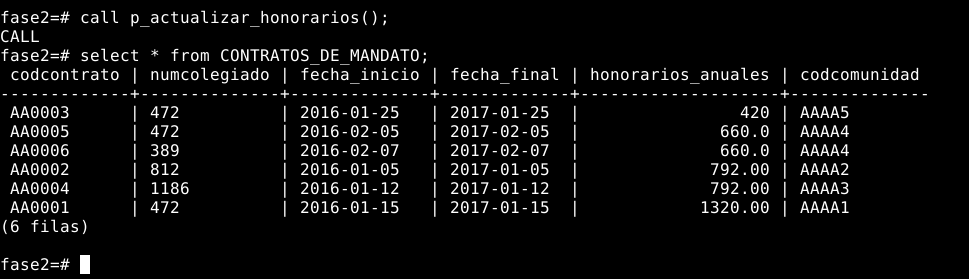 fase2=# call p_actualizar_honorarios();
CALL
fase2=# select * from CONTRATOS_DE_MANDATO;
 codcontrato | numcolegiado | fecha_inicio | fecha_final | honorarios_anuales | codcomunidad
-------------+--------------+--------------+-------------+--------------------+--------------
 AA0003      | 472          | 2016-01-25   | 2017-01-25  |                420 | AAAA5
 AA0005      | 472          | 2016-02-05   | 2017-02-05  |              660.0 | AAAA4
 AA0006      | 389          | 2016-02-07   | 2017-02-07  |              660.0 | AAAA4
 AA0002      | 812          | 2016-01-05   | 2017-01-05  |             792.00 | AAAA2
 AA0004      | 1186         | 2016-01-12   | 2017-01-12  |             792.00 | AAAA3
 AA0001      | 472          | 2016-01-15   | 2017-01-15  |            1320.00 | AAAA1
(6 filas)

fase2=#